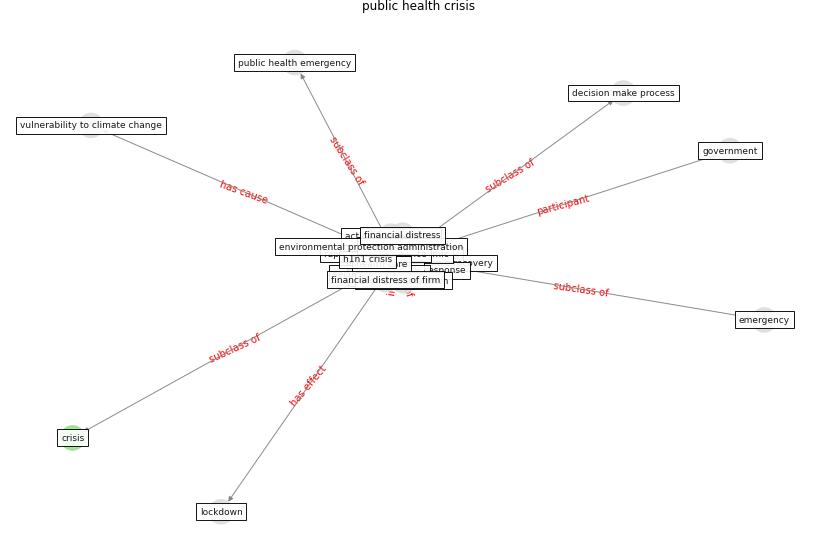 public health crisis
public health emergency
decision make process
vulnerability to climate change
government
subclass of
subclass of
has cause
participant
financial distress
environmental protection administration
h1n1 crisis
financial distress of firm
subclass of
emergency
subclass of
has effect
crisis
lockdown